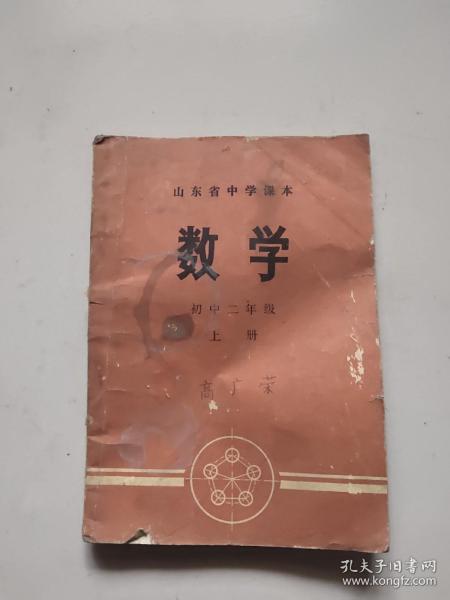 山东省中学课本
数学
初中二年级
上册
高广荣
孔夫子旧书网
www.kongfz.com